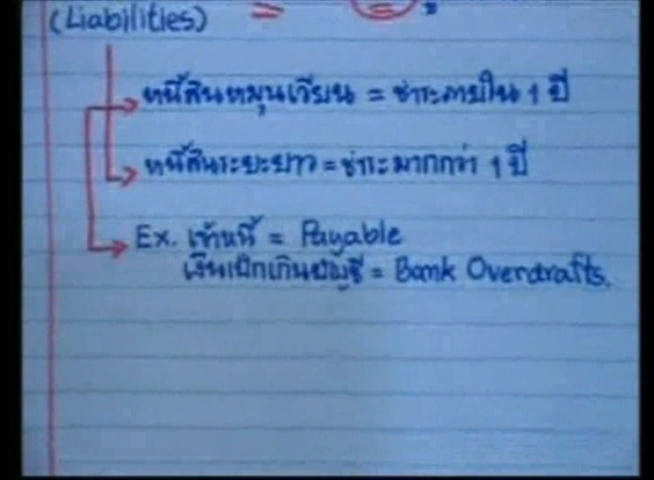 (Liabilities) =
หนี้สินหมุนเวียน = ชำระภายใน 1 ปี
หนี้สินระยะยาว = ชำระมากกว่า 1 ปี
Ex. เจ้าหนี้ = Payable
เงินเบิกเกินบัญชี = Bank Overdrafts.